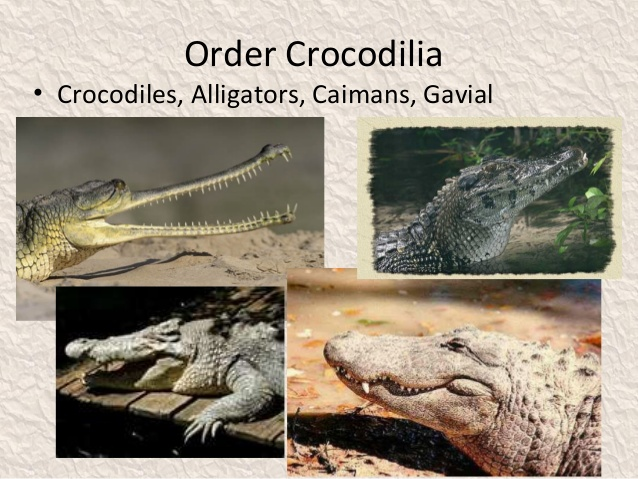 Order Crocodilia
• Crocodiles, Alligators, Caimans, Gavial